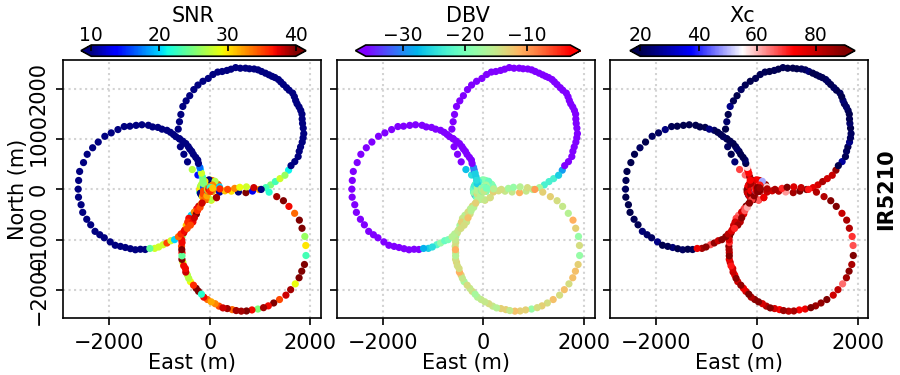 SNR DBV Xc
10 20 30 40 −30 −20 −10 20 40 60 80
North (m)
2000
1000
0
−1000
−2000
IR5210
−2000 0 2000 −2000 0 2000 −2000 0 2000
East (m) East (m) East (m)